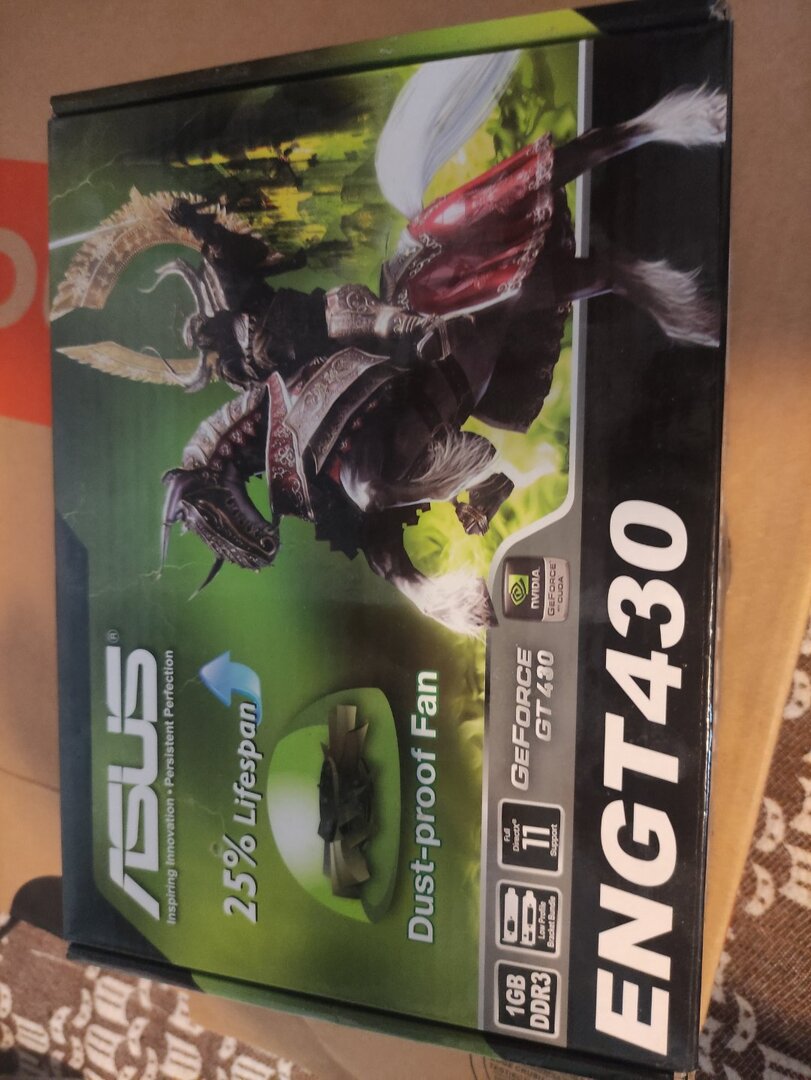 ASUS®
Inspiring Innovation • Persistent Perfection
25% Lifespan
Dust-proof Fan
1GB
DDR3
Low Profile
Bracket Bundle
Full
DirectX®
11
Support
GEFORCE
GT 430
NVIDIA.
GEFORCE®
CUDA
ENGT430